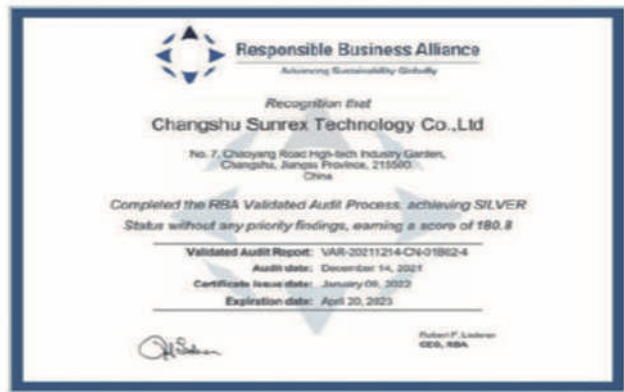 Responsible Business Alliance
Advancing Sustainability Globally
Recognition that
Changshu Sunrex Technology Co.,Ltd
No. 7, Chaoyang Road High-tech Industry Garden,
Changshu, Jiangsu Province, 215500
China
Completed the RBA Validated Audit Process achieving SILVER
Status without any priority findings, earning a score of 180.8
Validated Audit Report: VAR-20211214-CN-01B02-4
Audit date: December 14, 2021
Certificate Issue date: January 06, 2022
Expiration date: April 20, 2023
Robert P. Lederer
CEO, RBA